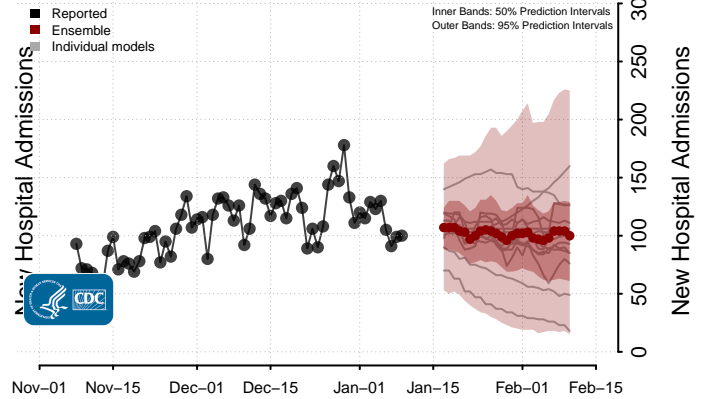 Reported
Ensemble
Individual models
Inner Bands: 50% Prediction Intervals
Outer Bands: 95% Prediction Intervals
New Hospital Admissions
New Hospital Admissions
CDC
30
250
200
150
100
50
0
Nov–01 Nov–15 Dec–01 Dec–15 Jan–01 Jan–15 Feb–01 Feb–15